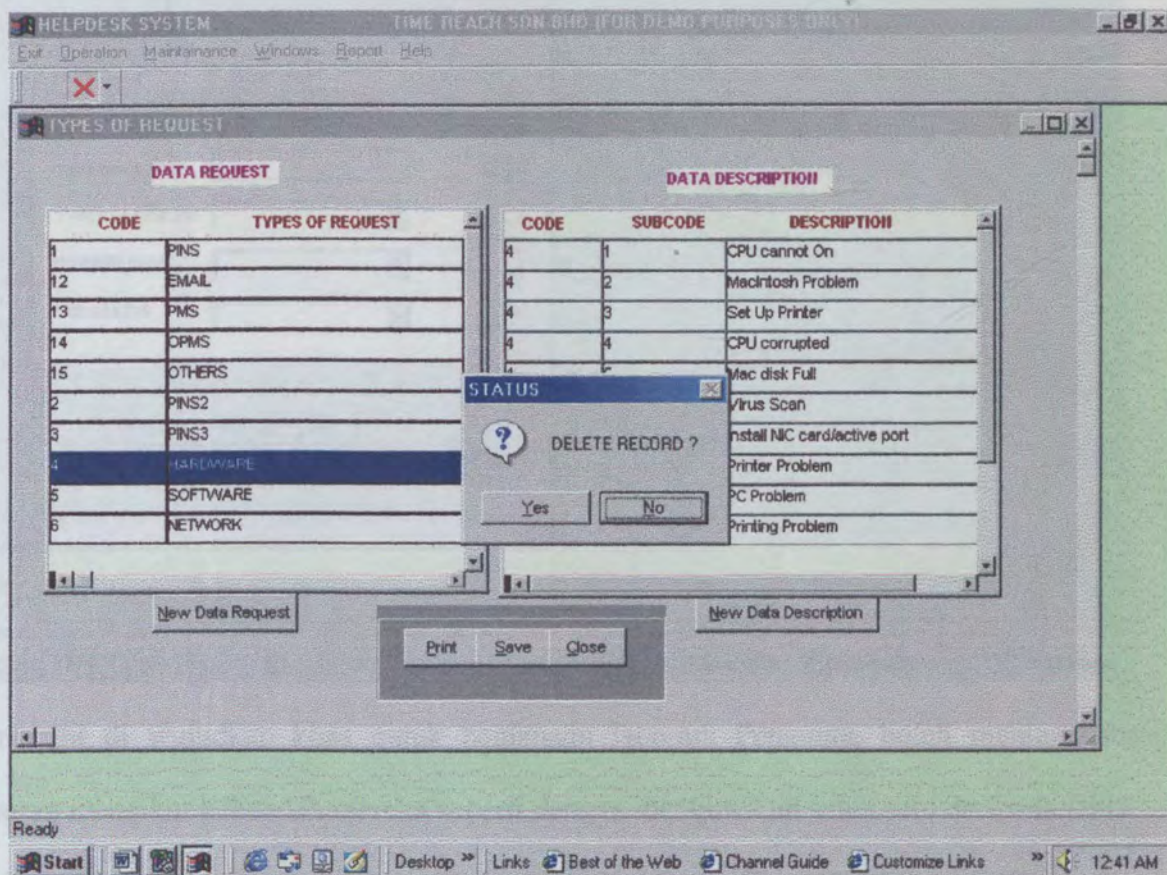 HELPDESK SYSTEM TIME REACH SDN BHD (FOR DEMO PURPOSES ONLY)
Exit Operation Maintainance Windows Report Help
TYPES OF REQUEST
DATA REQUEST
CODE TYPES OF REQUEST
1 PINS
12 EMAIL
13 PMS
14 OPMS
15 OTHERS
2 PINS2
3 PINS3
4 HARDWARE
5 SOFTWARE
6 NETWORK
New Data Request
DATA DESCRIPTION
CODE SUBCODE DESCRIPTION
4 1 CPU cannot On
4 2 Macintosh Problem
4 3 Set Up Printer
4 4 CPU corrupted
Mac disk Full
Virus Scan
nstall NIC card/active port
Printer Problem
PC Problem
Printing Problem
New Data Description
STATUS
DELETE RECORD ?
Yes No
Print Save Close
Ready
Start Desktop » Links Best of the Web Channel Guide Customize Links » 12:41 AM